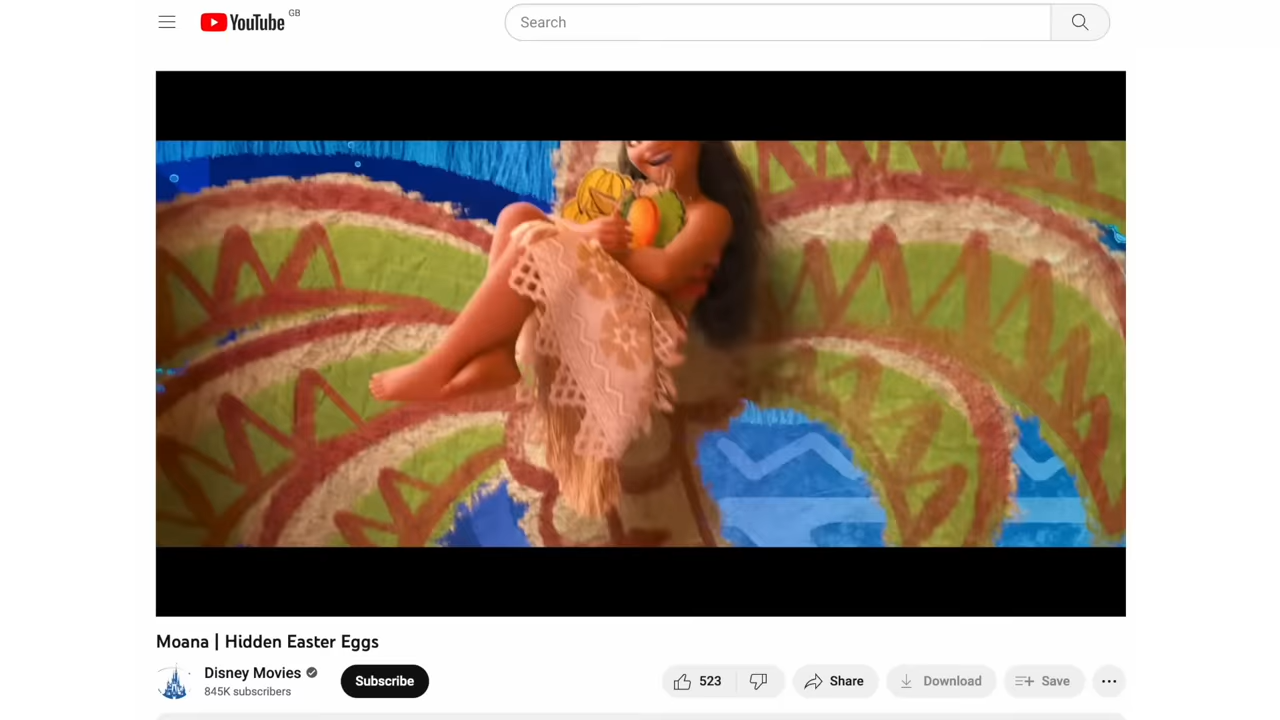 YouTube GB
Search
Moana | Hidden Easter Eggs
Disney Movies
845K subscribers
Subscribe
523
Share
Download
Save